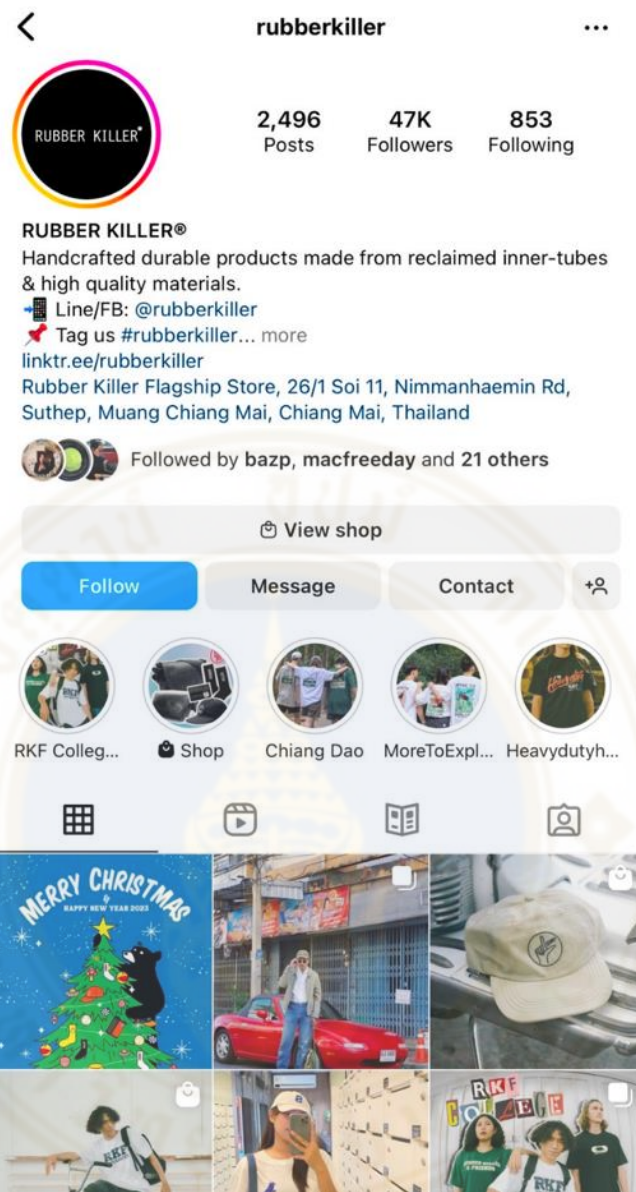 rubberkiller
RUBBER KILLER®
2,496
Posts
47K
Followers
853
Following
RUBBER KILLER®
Handcrafted durable products made from reclaimed inner-tubes
& high quality materials.
Line/FB: @rubberkiller
Tag us #rubberkiller... more
linktr.ee/rubberkiller
Rubber Killer Flagship Store, 26/1 Soi 11, Nimmanhaemin Rd,
Suthep, Muang Chiang Mai, Chiang Mai, Thailand
Followed by bazp, macfreeday and 21 others
View shop
Follow
Message
Contact
RKF Colleg...
Shop
Chiang Dao
MoreToExpl...
Heavydutyh...
MERRY CHRISTMAS
&
HAPPY NEW YEAR 2023
RKF
RKF
COLLEGE
RKF